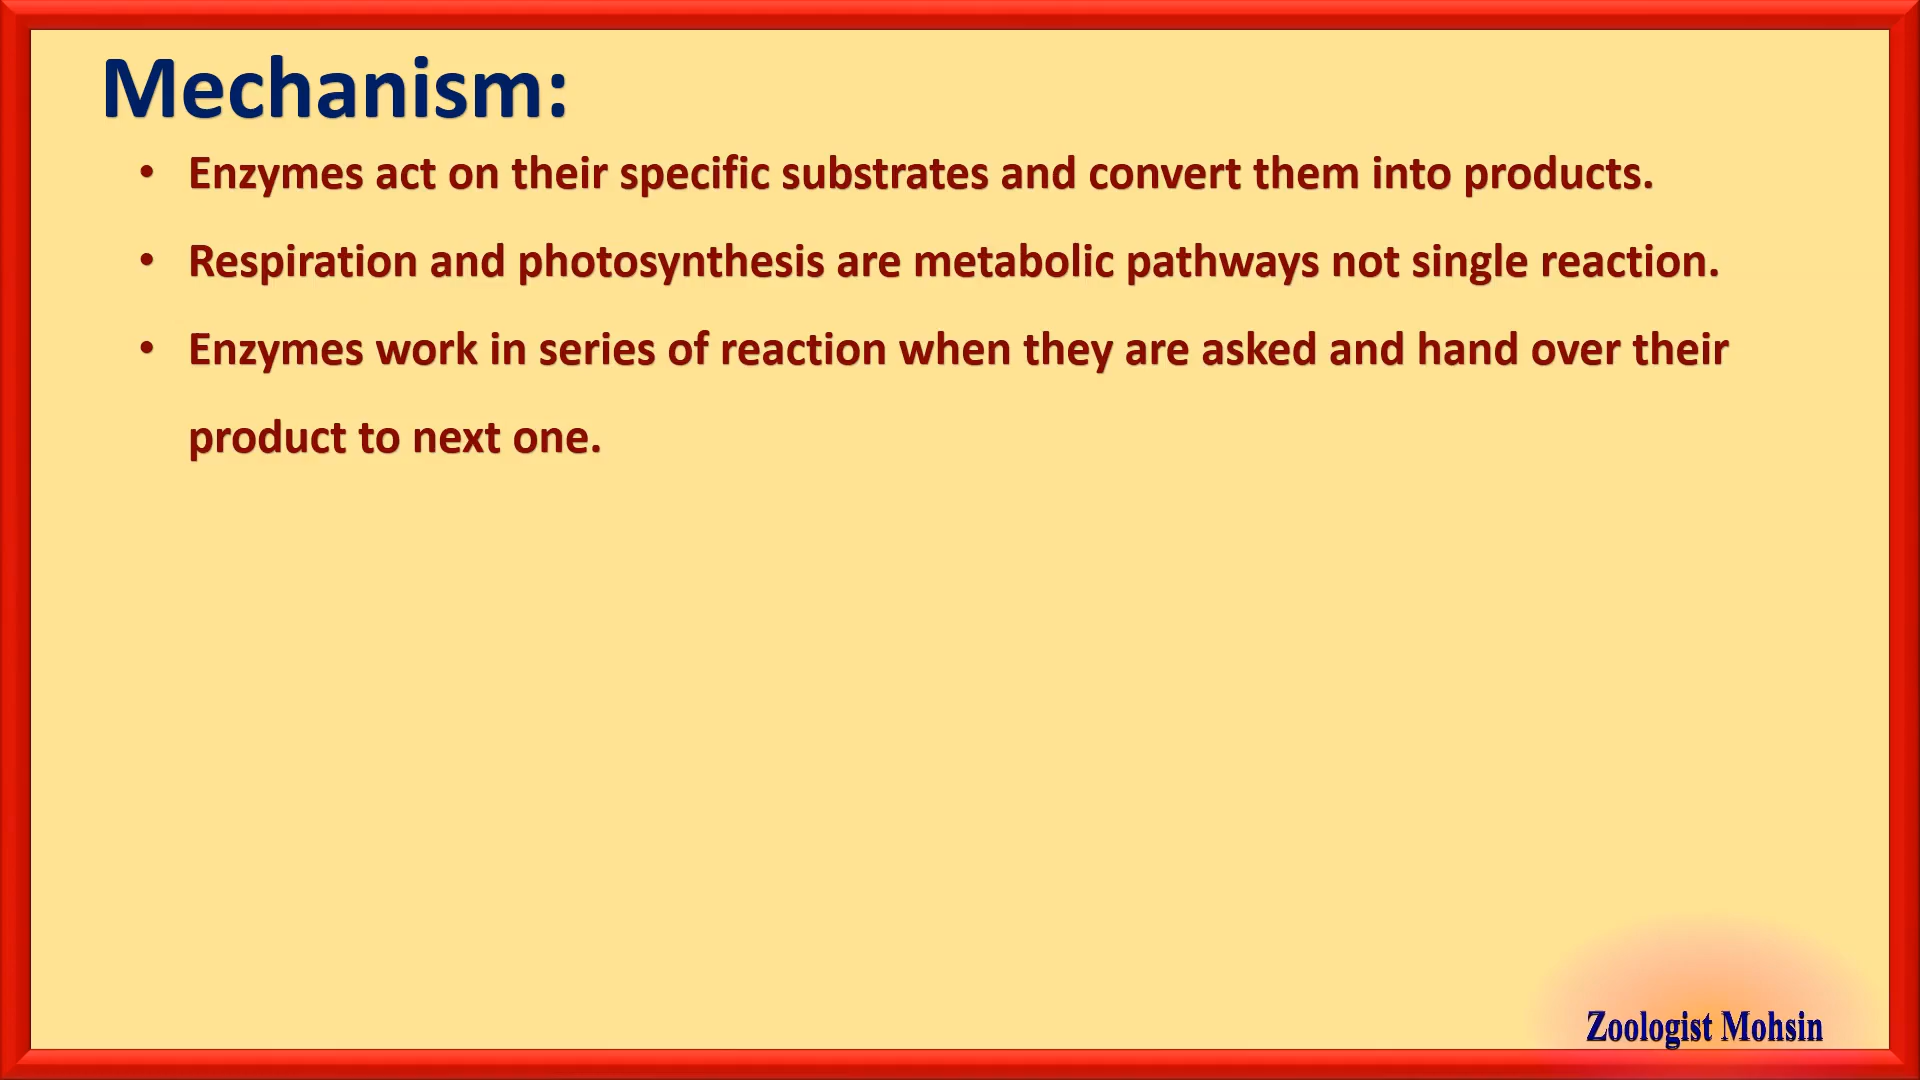 Mechanism:
• Enzymes act on their specific substrates and convert them into products.
• Respiration and photosynthesis are metabolic pathways not single reaction.
• Enzymes work in series of reaction when they are asked and hand over their
product to next one.
Zoologist Mohsin